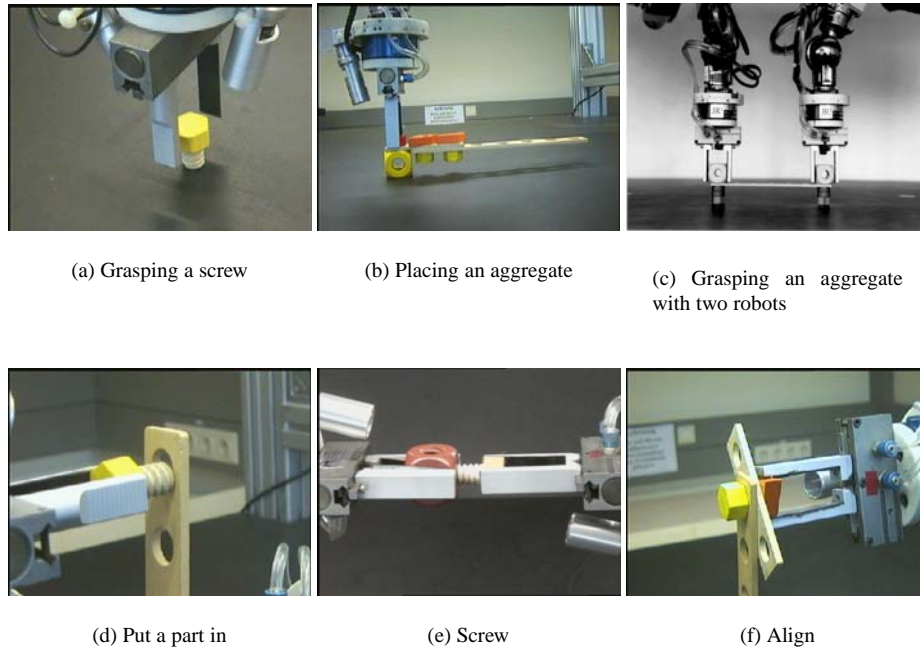 (a) Grasping a screw
(b) Placing an aggregate
(c) Grasping an aggregate
with two robots
(d) Put a part in
(e) Screw
(f) Align